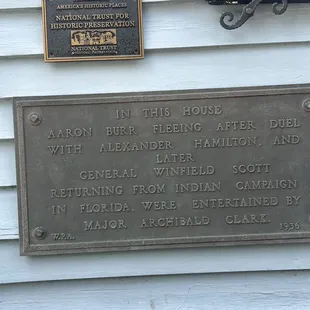 AMERICA'S HISTORIC PLACES
NATIONAL TRUST FOR
HISTORIC PRESERVATION
NATIONAL TRUST
IN THIS HOUSE
AARON BURR FLEEING AFTER DUEL
WITH ALEXANDER HAMILTON, AND
LATER
GENERAL WINFIELD SCOTT
RETURNING FROM INDIAN CAMPAIGN
IN FLORIDA, WERE ENTERTAINED BY
MAJOR ARCHIBALD CLARK.
W.P.A. 1936